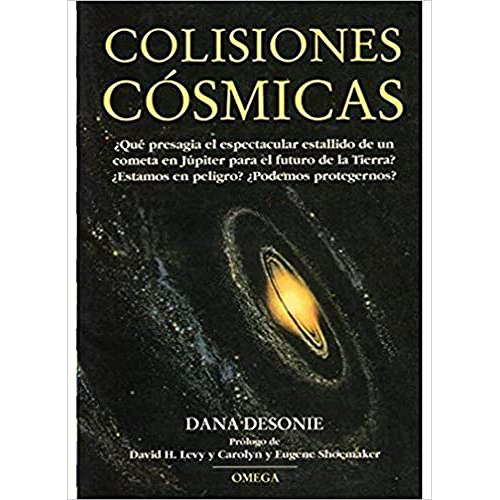 COLISIONES
CÓSMICAS
¿Qué presagia el espectacular estallido de un
cometa en Júpiter para el futuro de la Tierra?
¿Estamos en peligro? ¿Podemos protegernos?
DANA DESONIE
Prólogo de
David H. Levy y Carolyn y Eugene Shoemaker
OMEGA